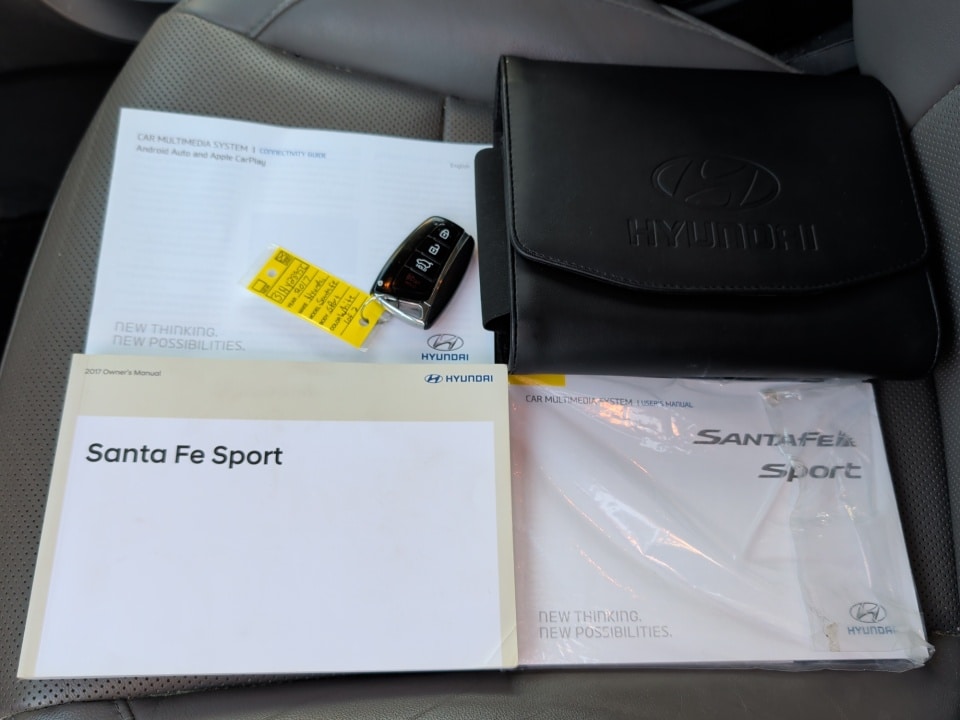 CAR MULTIMEDIA SYSTEM | CONNECTIVITY GUIDE
Android Auto and Apple CarPlay
English
NEW THINKING.
NEW POSSIBILITIES.
HYUNDAI
HYUNDAI
2017 Owner's Manual
HYUNDAI
Santa Fe Sport
CAR MULTIMEDIA SYSTEM | USER'S MANUAL
SANTA FE
Sport
NEW THINKING.
NEW POSSIBILITIES.
HYUNDAI
2017